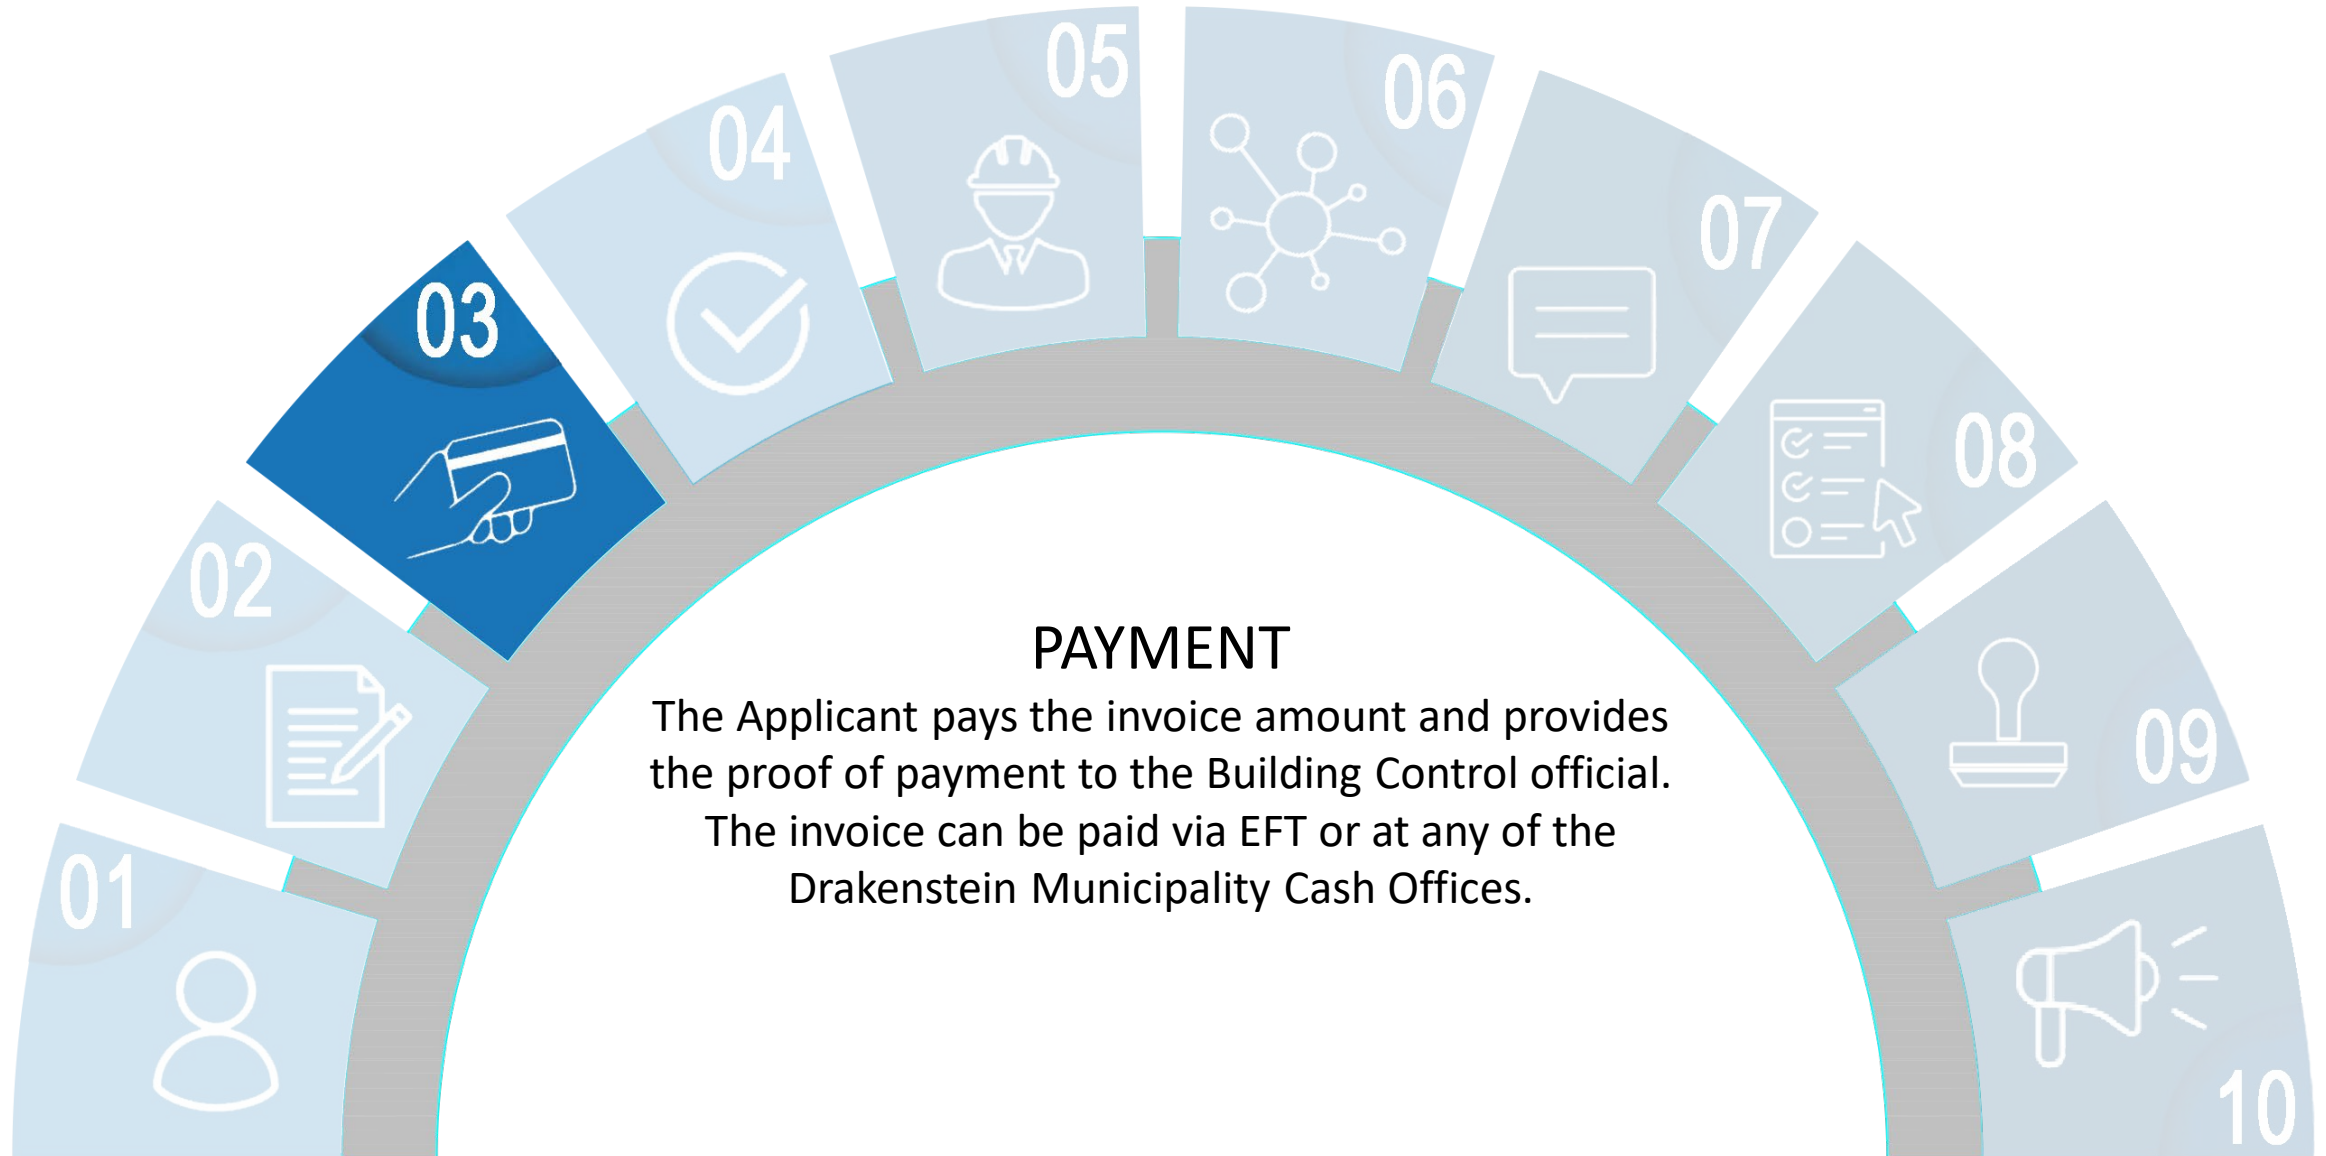 01
02
03
04
05
06
07
08
09
10
PAYMENT
The Applicant pays the invoice amount and provides
the proof of payment to the Building Control official.
The invoice can be paid via EFT or at any of the
Drakenstein Municipality Cash Offices.